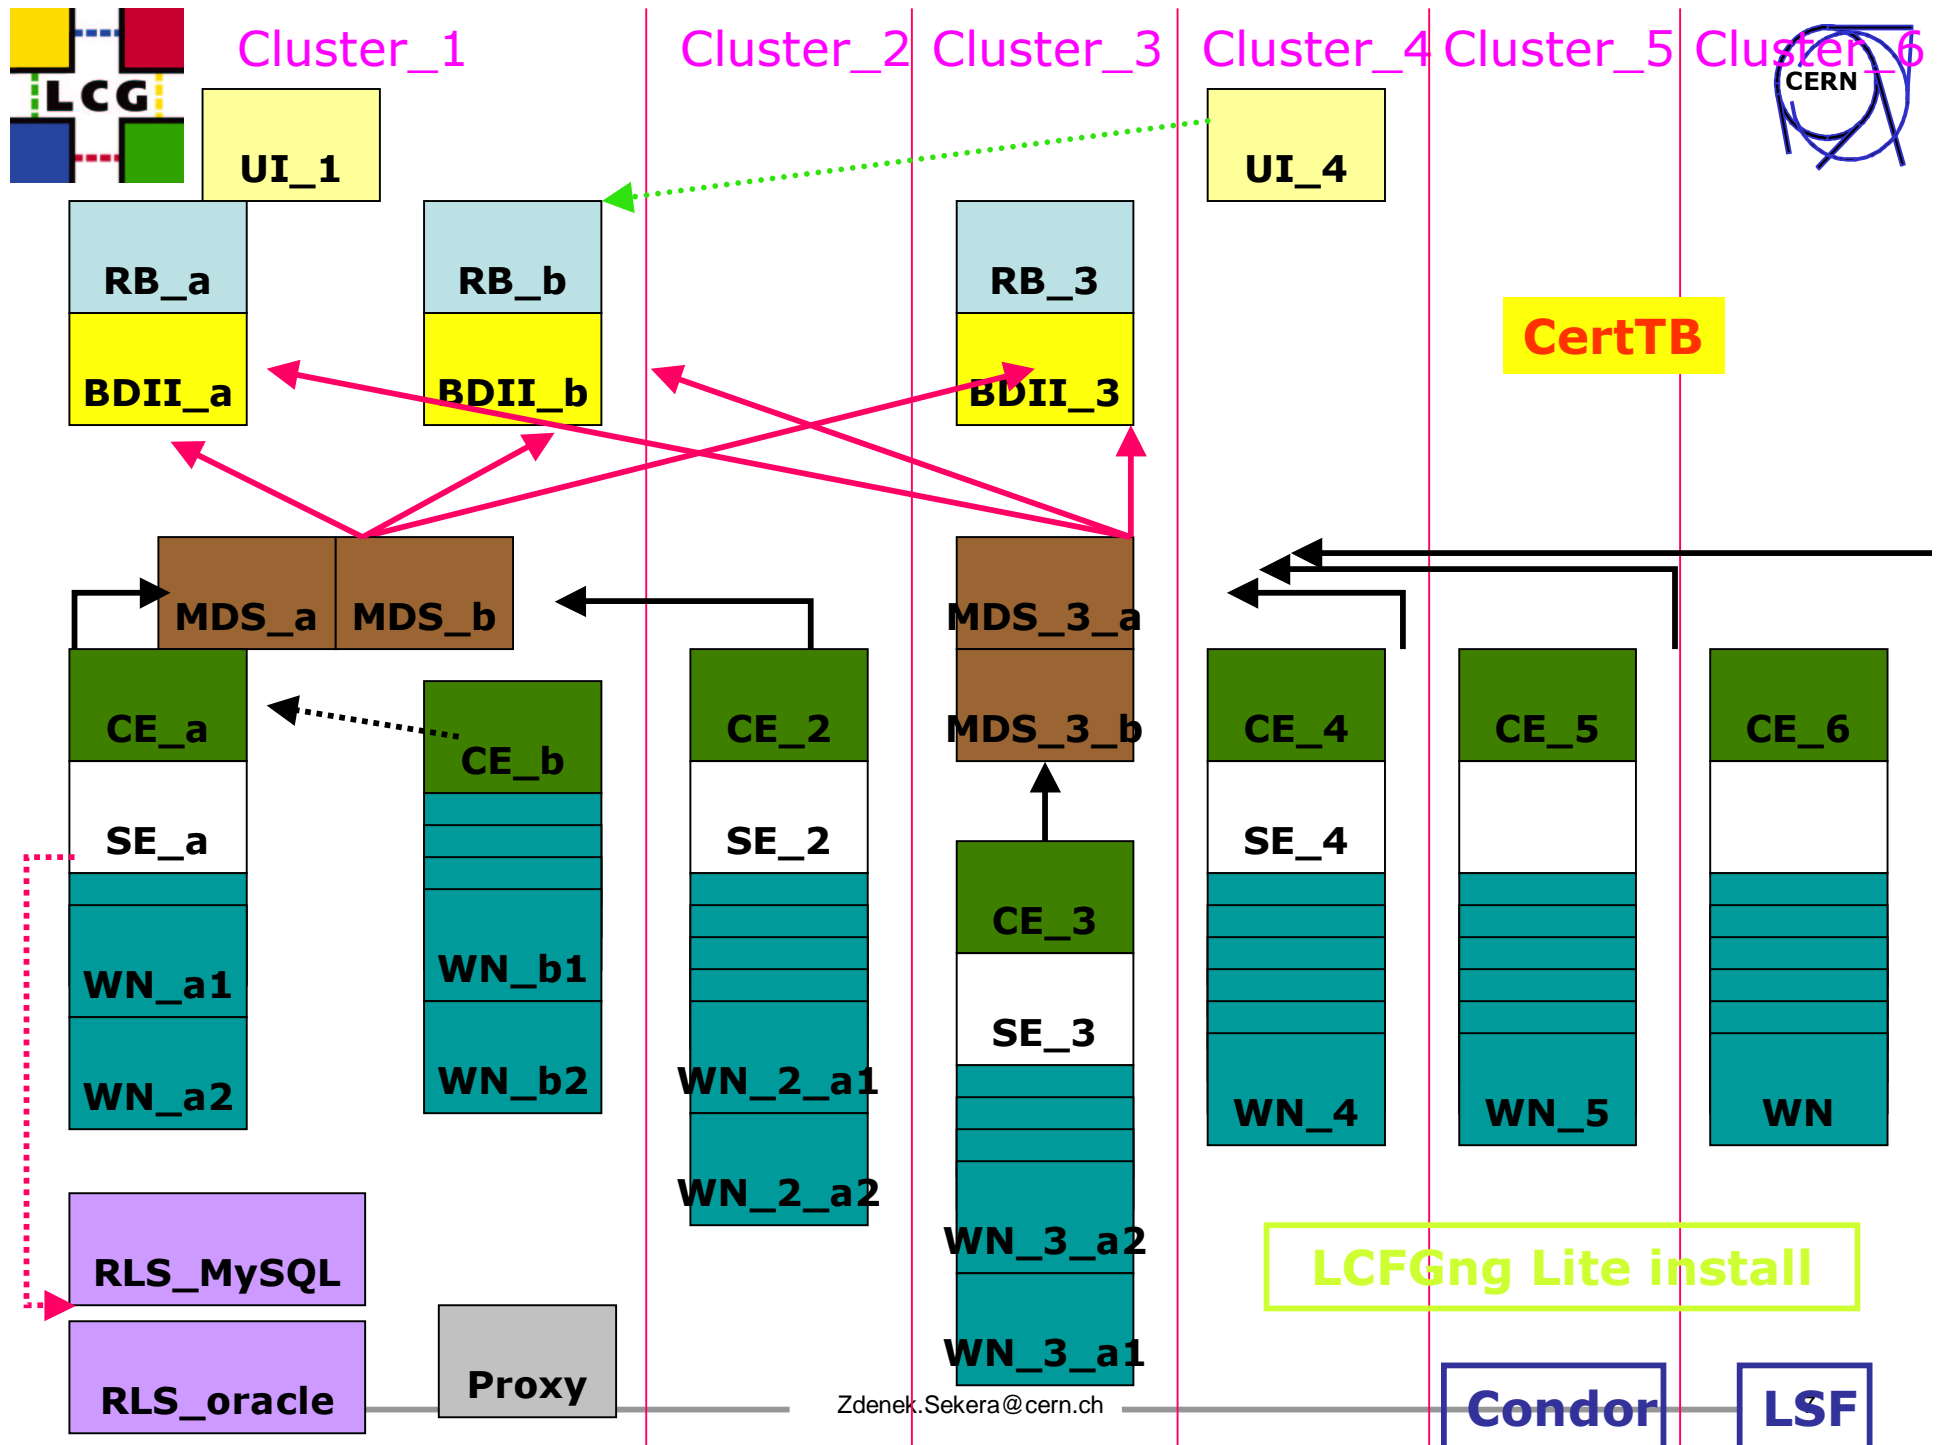 Cluster_1
Cluster_2
Cluster_3
Cluster_4
Cluster_5
Cluster_6
LCG
CERN
UI_1
UI_4
RB_a
RB_b
RB_3
CertTB
BDII_a
BDII_b
BDII_3
MDS_a
MDS_b
MDS_3_a
CE_a
CE_b
CE_2
MDS_3_b
CE_4
CE_5
CE_6
SE_a
SE_2
SE_4
CE_3
WN_a1
WN_b1
SE_3
WN_a2
WN_b2
WN_2_a1
WN_4
WN_5
WN
WN_2_a2
WN_3_a2
RLS_MySQL
LCFGng Lite install
WN_3_a1
RLS_oracle
Proxy
Zdenek.Sekera@cern.ch
Condor
LSF
7